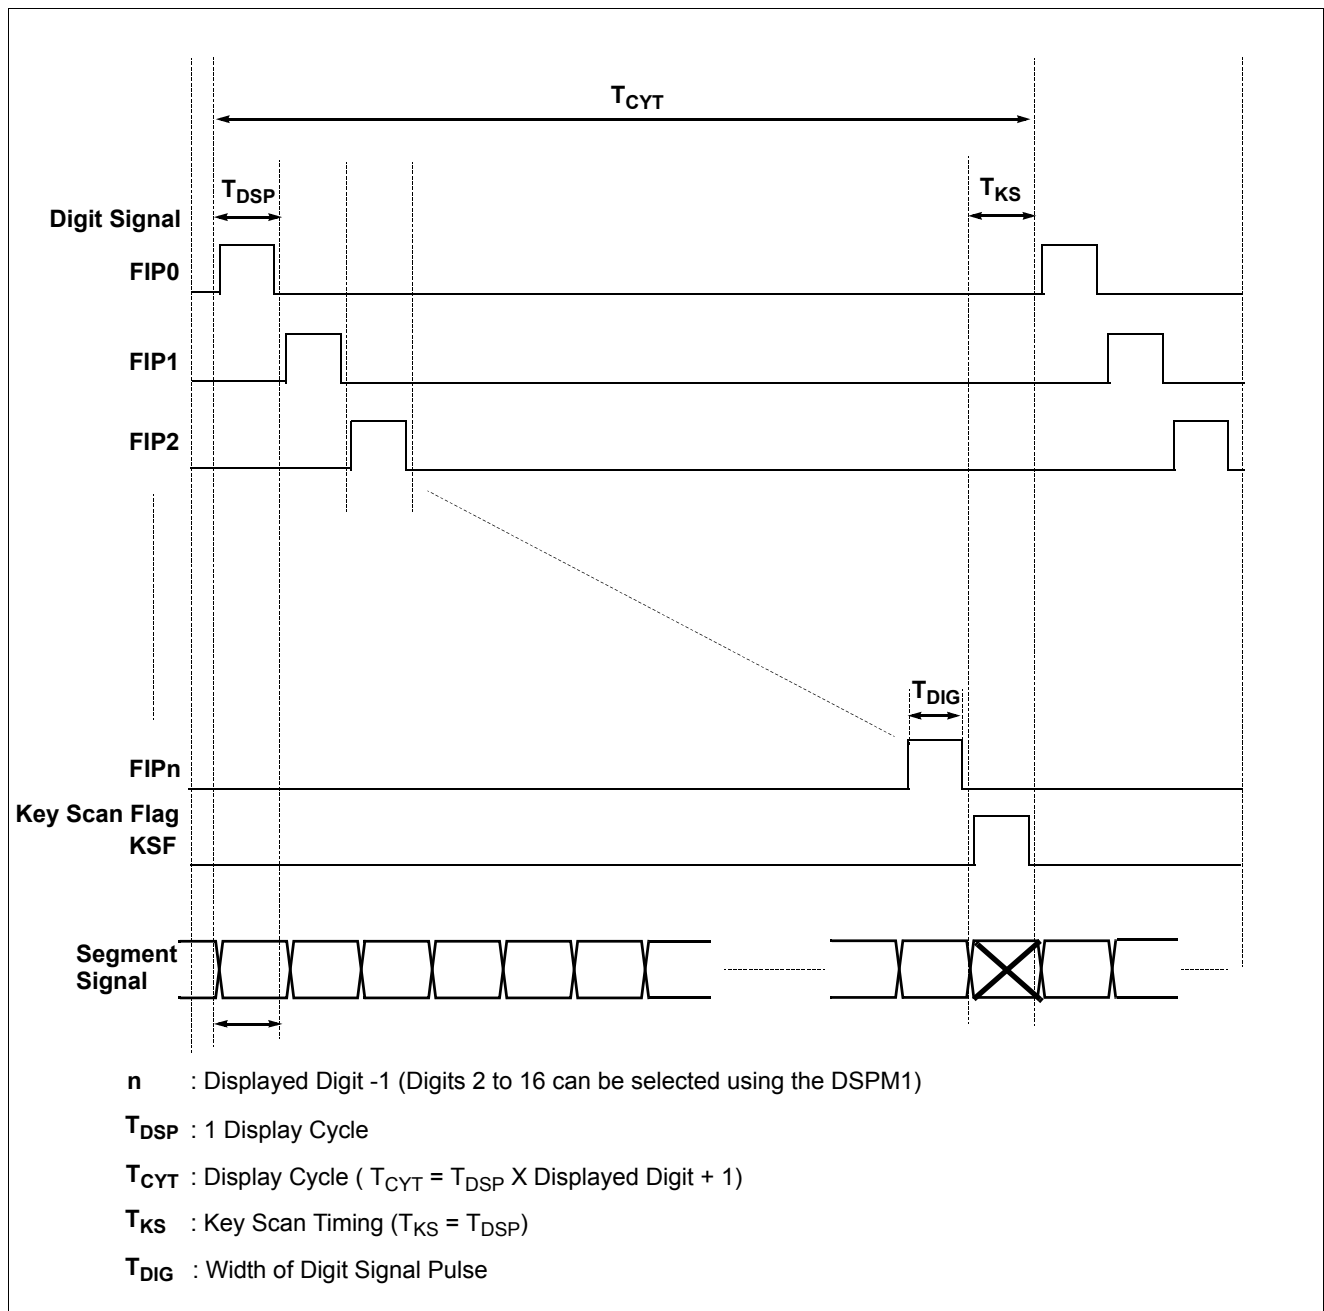 TCYT
TDSP
TKS
Digit Signal
FIP0
FIP1
FIP2
TDIG
FIPn
Key Scan Flag
KSF
Segment
Signal
n : Displayed Digit -1 (Digits 2 to 16 can be selected using the DSPM1)
TDSP : 1 Display Cycle
TCYT : Display Cycle ( TCYT = TDSP X Displayed Digit + 1)
TKS : Key Scan Timing (TKS = TDSP)
TDIG : Width of Digit Signal Pulse